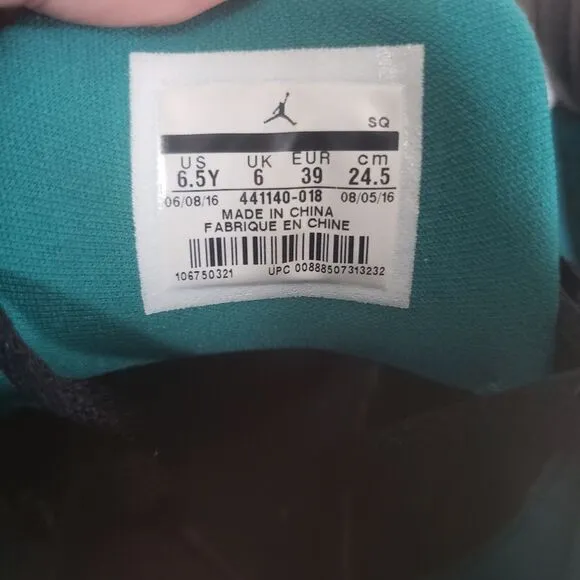 SQ
US UK EUR cm
6.5Y 6 39 24.5
06/08/16 441140-018 08/05/16
MADE IN CHINA
FABRIQUE EN CHINE
106750321 UPC 00888507313232